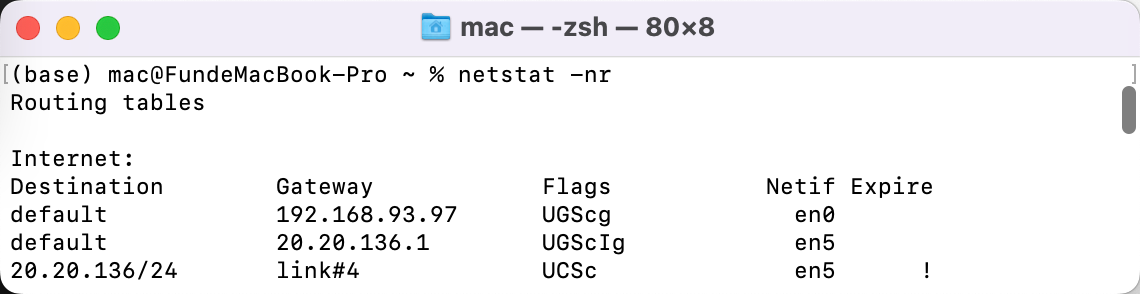 mac — -zsh — 80×8
[(base) mac@FundeMacBook-Pro ~ % netstat -nr ]
Routing tables
Internet:
Destination Gateway Flags Netif Expire
default 192.168.93.97 UGScg en0
default 20.20.136.1 UGScIg en5
20.20.136/24 link#4 UCSc en5 !